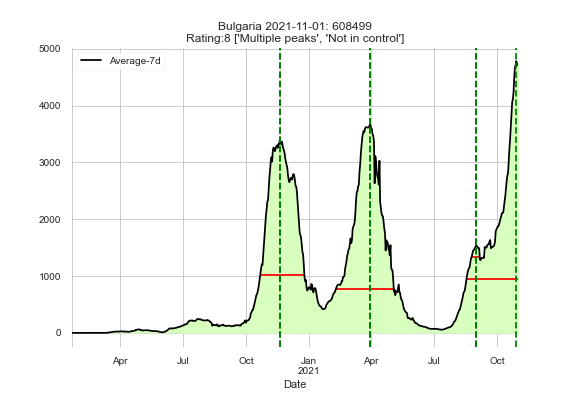 Bulgaria 2021-11-01: 608499
Rating:8 ['Multiple peaks', 'Not in control']
Average-7d
5000
4000
3000
2000
1000
0
Apr
Jul
Oct
Jan
2021
Apr
Jul
Oct
Date